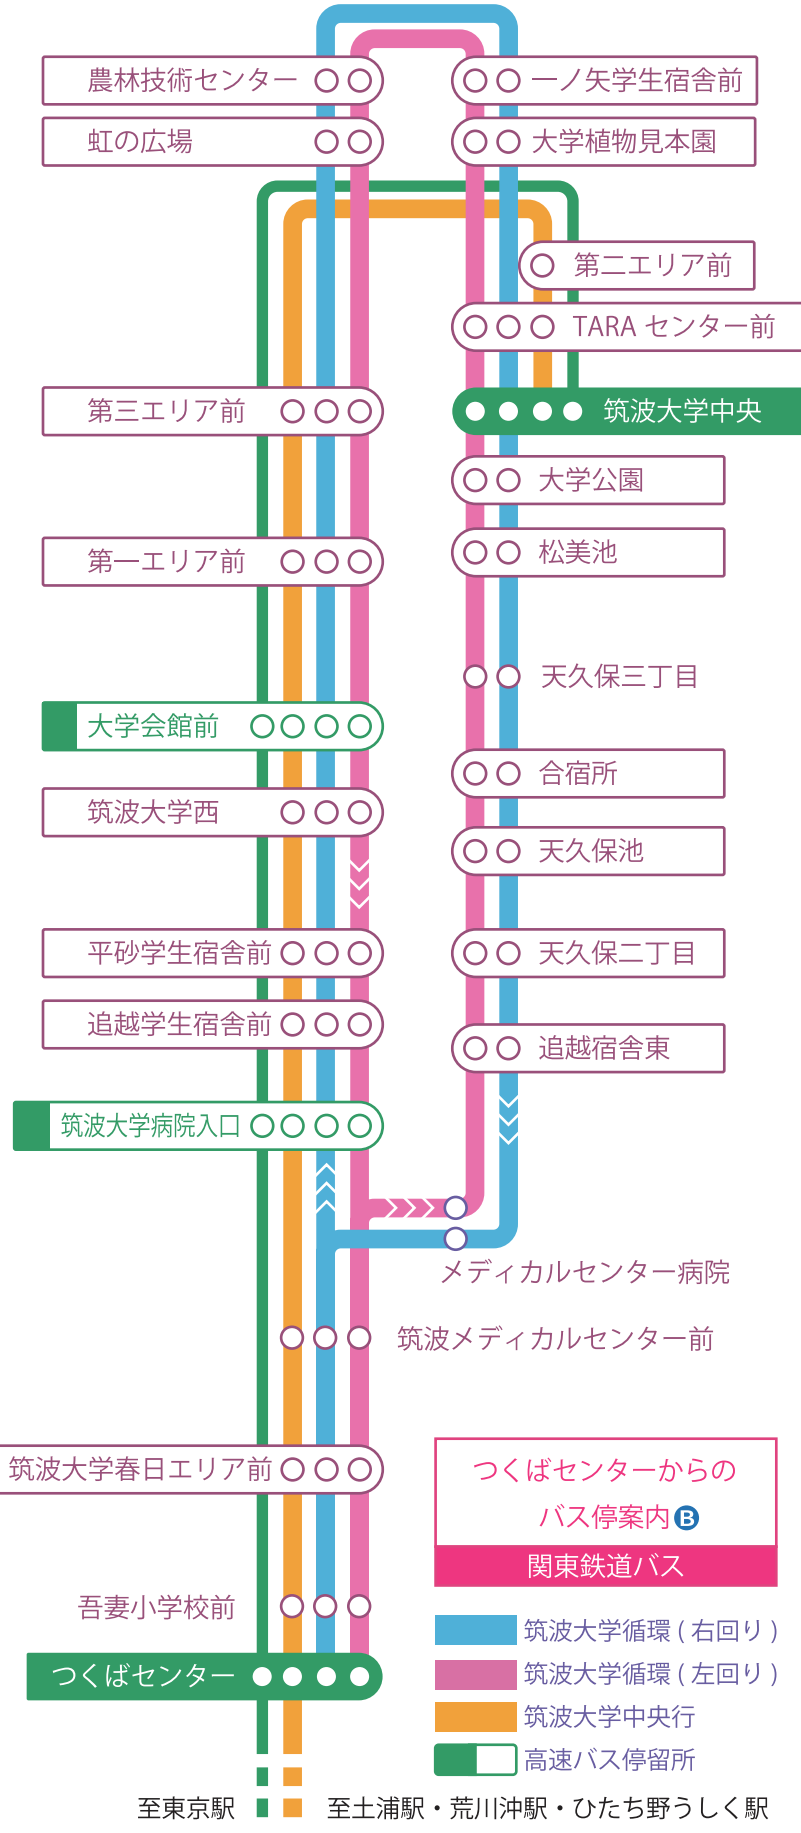 農林技術センター
一ノ矢学生宿舎前
虹の広場
大学植物見本園
第二エリア前
TARA センター前
第三エリア前
筑波大学中央
大学公園
松美池
第一エリア前
天久保三丁目
大学会館前
合宿所
筑波大学西
天久保池
平砂学生宿舎前
天久保二丁目
追越学生宿舎前
追越宿舎東
筑波大学病院入口
メディカルセンター病院
筑波メディカルセンター前
筑波大学春日エリア前
つくばセンターからの
バス停案内B
関東鉄道バス
吾妻小学校前
筑波大学循環 ( 右回り )
つくばセンター
筑波大学循環 ( 左回り )
筑波大学中央行
高速バス停留所
至東京駅
至土浦駅・荒川沖駅・ひたち野うしく駅